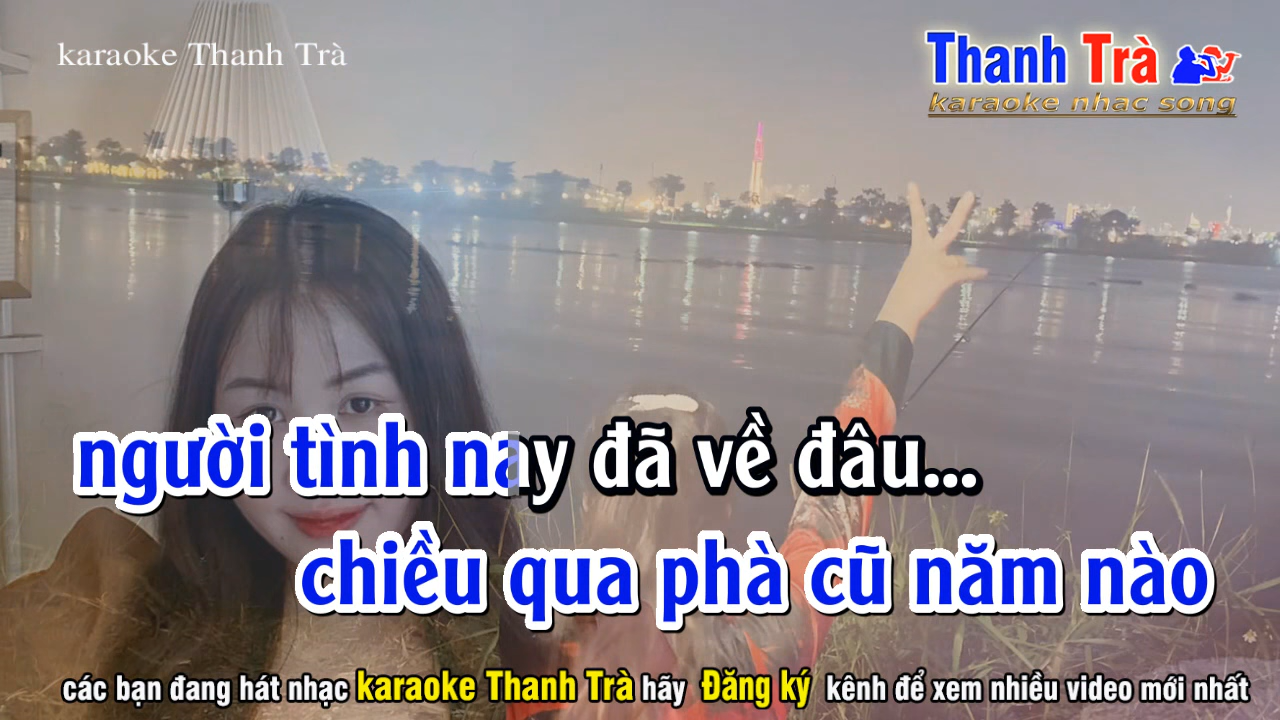 karaoke Thanh Trà
Thanh Trà
karaoke nhac song
người tình nay đã về đâu...
chiều qua phà cũ năm nào
các bạn đang hát nhạc karaoke Thanh Trà hãy Đăng ký kênh để xem nhiều video mới nhất